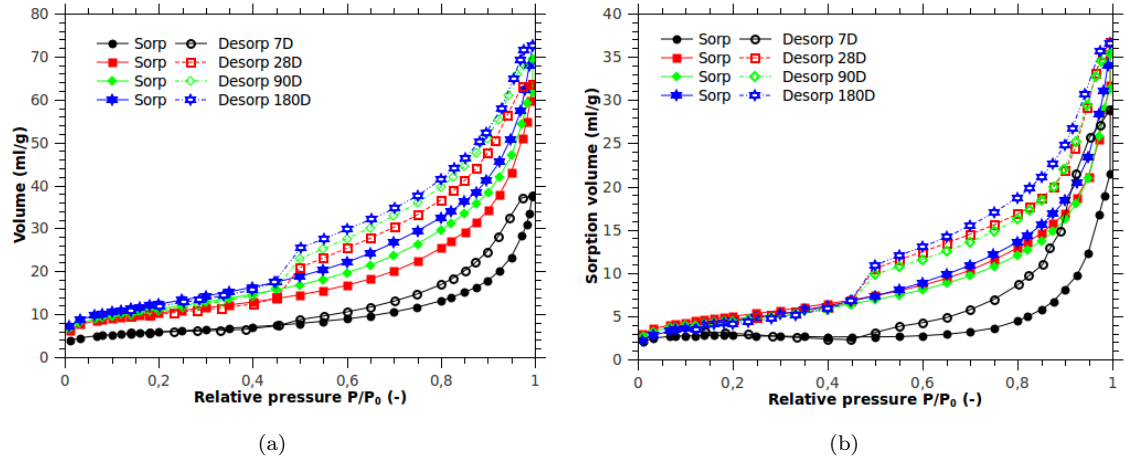 80
70
60
50
40
30
20
10
0
Volume (ml/g)
Sorp Desorp 7D
Sorp Desorp 28D
Sorp Desorp 90D
Sorp Desorp 180D
0 0,2 0,4 0,6 0,8 1
Relative pressure P/P₀ (-)
(a)
40
35
30
25
20
15
10
5
0
Sorption volume (ml/g)
Sorp Desorp 7D
Sorp Desorp 28D
Sorp Desorp 90D
Sorp Desorp 180D
0 0,2 0,4 0,6 0,8 1
Relative pressure P/P₀ (-)
(b)